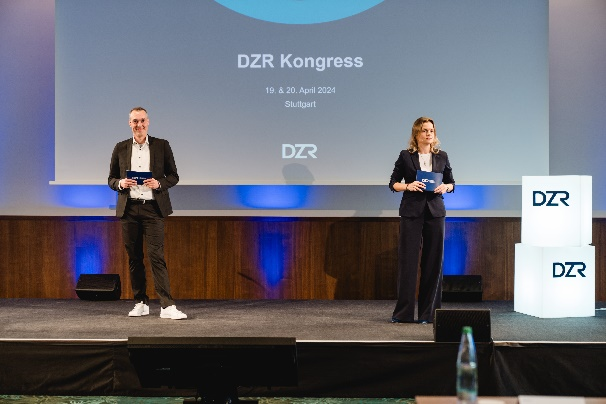 DZR Kongress
19. & 20. April 2024
Stuttgart
DZR
DZR
DZR